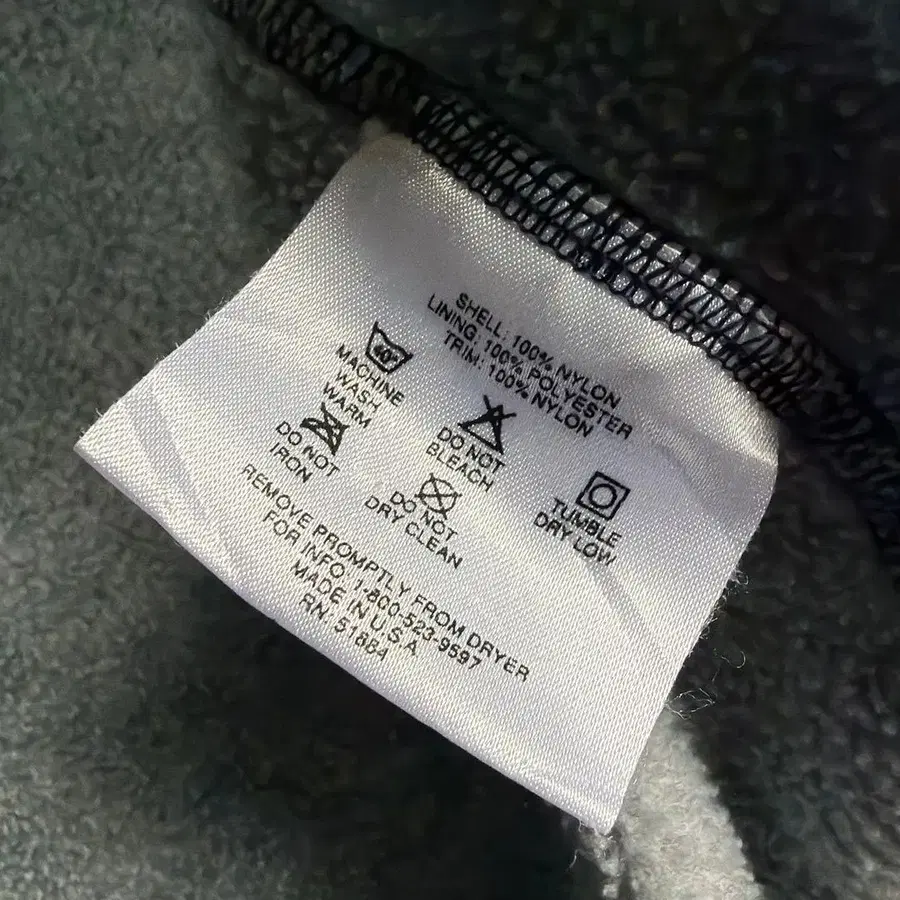 SHELL: 100% NYLON
LINING: 100% POLYESTER
TRIM: 100% NYLON
40°
MACHINE
WASH
WARM
DO NOT
BLEACH
TUMBLE
DRY LOW
DO NOT
IRON
DO NOT
DRY CLEAN
REMOVE PROMPTLY FROM DRYER
FOR INFO 1-800-523-9597
MADE IN U.S.A
RN: 51884